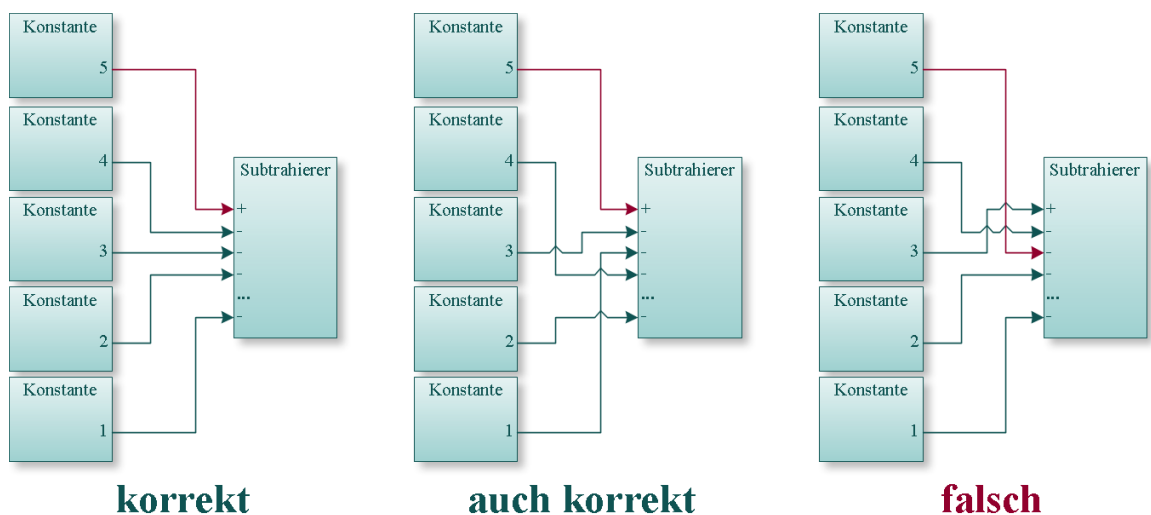 Konstante
5
Konstante
4
Konstante
3
Konstante
2
Konstante
1
Subtrahierer
+
-
-
-
...
-
korrekt
Konstante
5
Konstante
4
Konstante
3
Konstante
2
Konstante
1
Subtrahierer
+
-
-
-
...
-
auch korrekt
Konstante
5
Konstante
4
Konstante
3
Konstante
2
Konstante
1
Subtrahierer
+
-
-
-
...
-
falsch